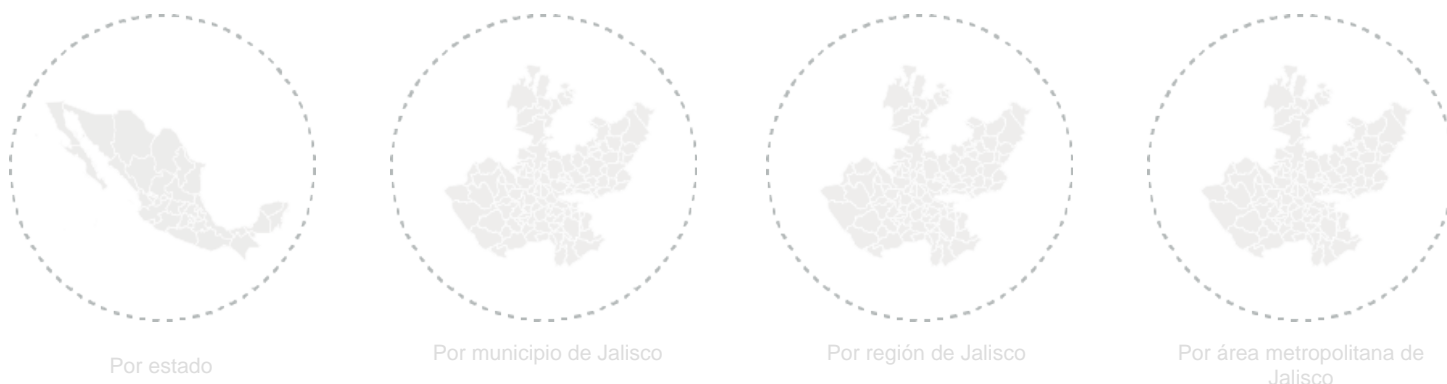 Por estado
Por municipio de Jalisco
Por región de Jalisco
Por área metropolitana de
Jalisco